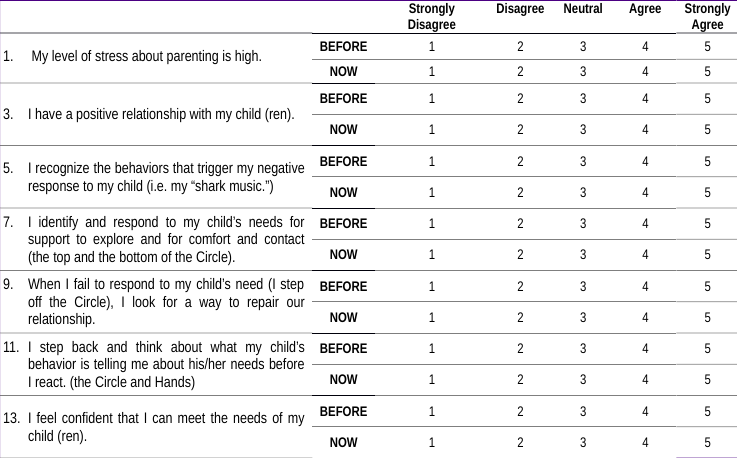 Strongly Disagree Disagree Neutral Agree Strongly Agree
1. My level of stress about parenting is high.
BEFORE 1 2 3 4 5
NOW 1 2 3 4 5
3. I have a positive relationship with my child (ren).
BEFORE 1 2 3 4 5
NOW 1 2 3 4 5
5. I recognize the behaviors that trigger my negative
response to my child (i.e. my “shark music.”)
BEFORE 1 2 3 4 5
NOW 1 2 3 4 5
7. I identify and respond to my child’s needs for
support to explore and for comfort and contact
(the top and the bottom of the Circle).
BEFORE 1 2 3 4 5
NOW 1 2 3 4 5
9. When I fail to respond to my child’s need (I step
off the Circle), I look for a way to repair our
relationship.
BEFORE 1 2 3 4 5
NOW 1 2 3 4 5
11. I step back and think about what my child’s
behavior is telling me about his/her needs before
I react. (the Circle and Hands)
BEFORE 1 2 3 4 5
NOW 1 2 3 4 5
13. I feel confident that I can meet the needs of my
child (ren).
BEFORE 1 2 3 4 5
NOW 1 2 3 4 5